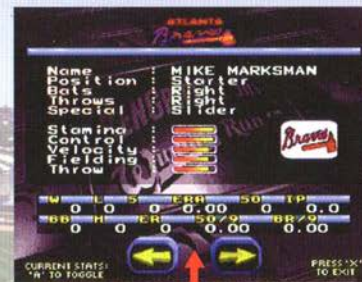 ATLANTA
Braves
Name : MIKE MARKSMAN
Position : Starter
Bats : Right
Throws : Right
Special : Slider
Stamina :
Control :
Velocity :
Fielding :
Throw :
Braves
W L S ERA SO IP
0 0 0 0.00 0 0.0
BB H ER SO/9 BR/9
0 0 0 0.00 0.00
CURRENT STATS:
"A" TO TOGGLE
PRESS "X"
TO EXIT